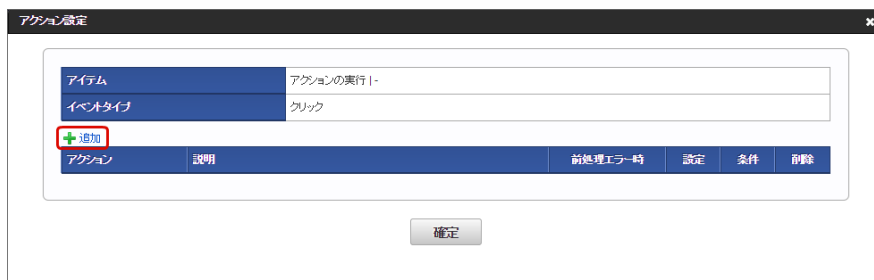 アクション設定
アイテム アクションの実行 | -
イベントタイプ クリック
追加
アクション 説明 前処理エラー時 設定 条件 削除
確定